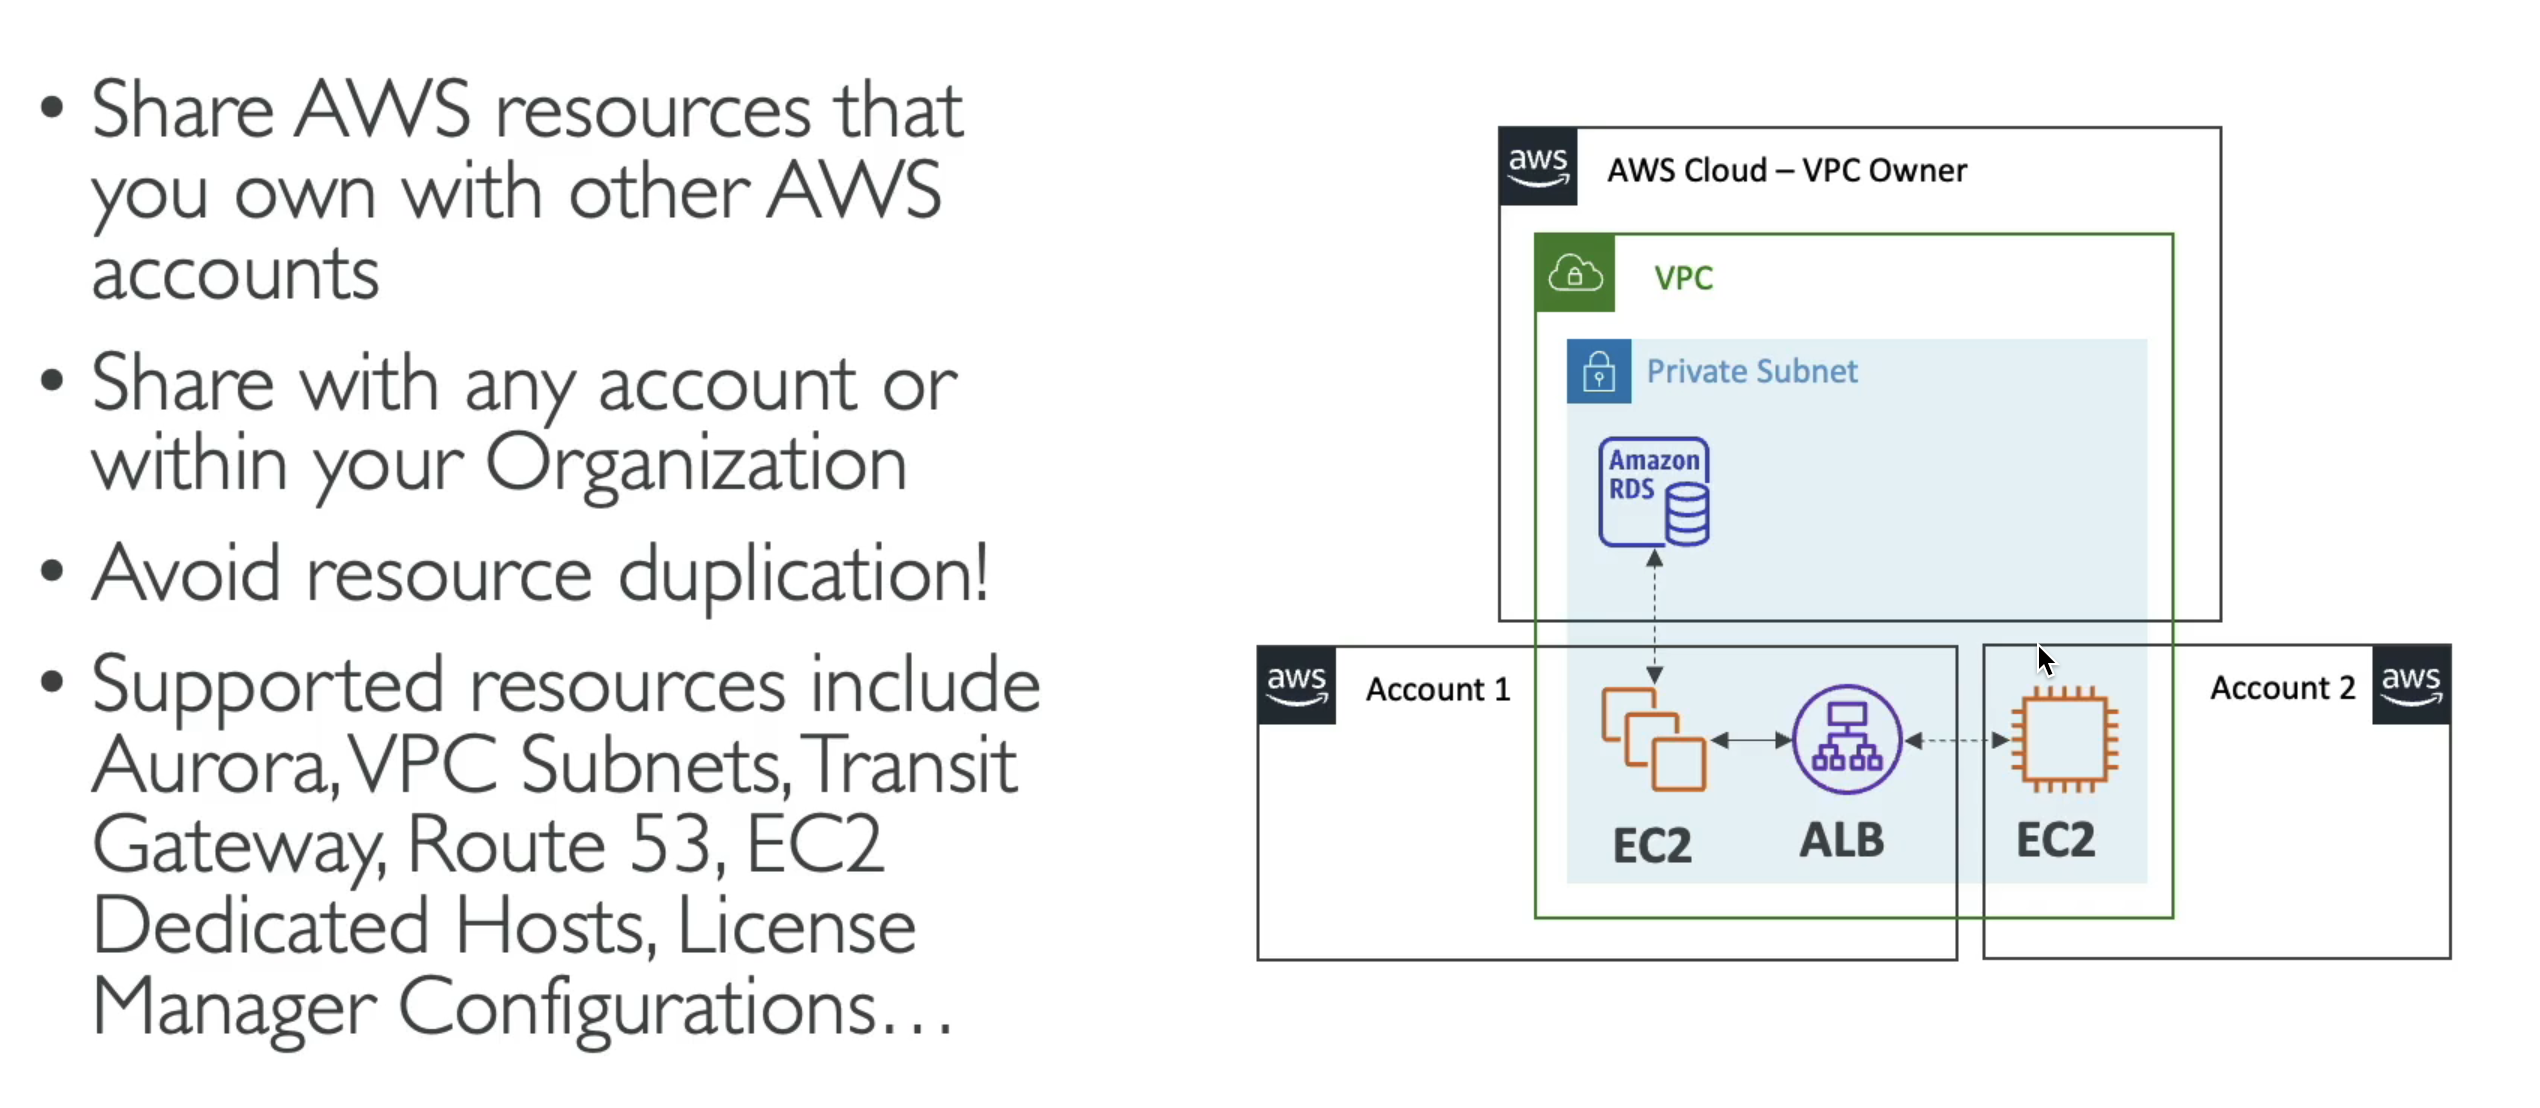 • Share AWS resources that
you own with other AWS
accounts
• Share with any account or
within your Organization
• Avoid resource duplication!
• Supported resources include
Aurora, VPC Subnets, Transit
Gateway, Route 53, EC2
Dedicated Hosts, License
Manager Configurations…
aws
AWS Cloud – VPC Owner
VPC
Private Subnet
Amazon
RDS
aws
Account 1
Account 2
aws
EC2
ALB
EC2